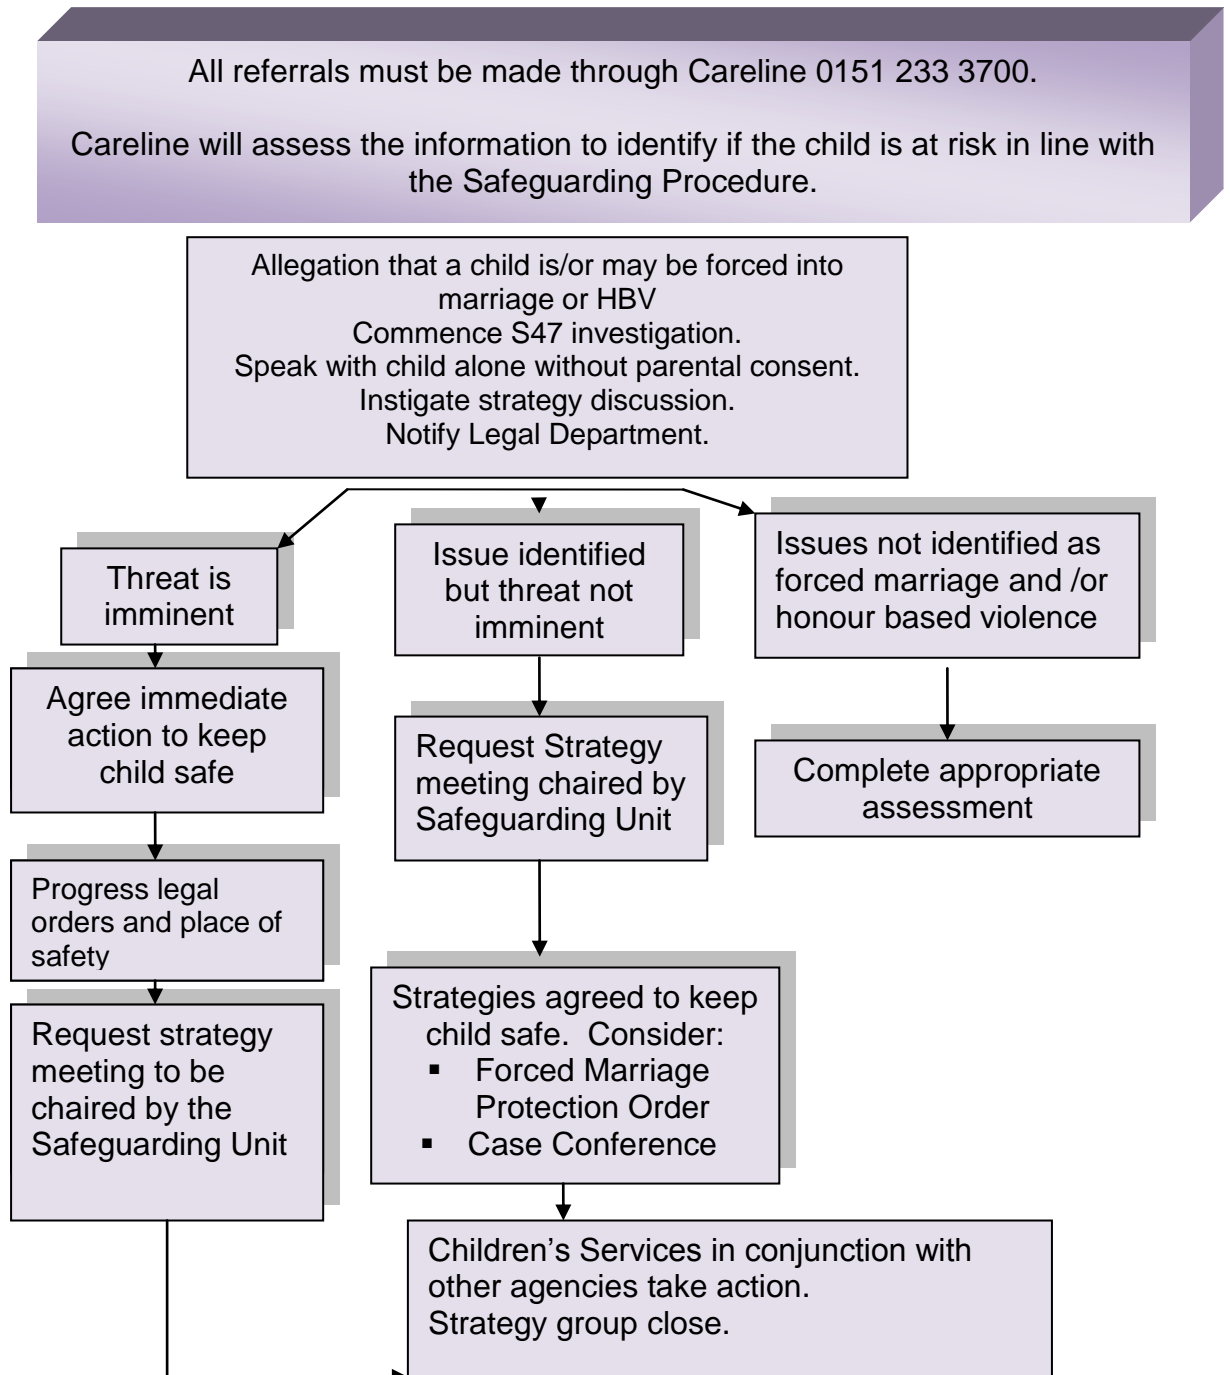 All referrals must be made through Careline 0151 233 3700.
Careline will assess the information to identify if the child is at risk in line with
the Safeguarding Procedure.
Allegation that a child is/or may be forced into
marriage or HBV
Commence S47 investigation.
Speak with child alone without parental consent.
Instigate strategy discussion.
Notify Legal Department.
Threat is
imminent
Agree immediate
action to keep
child safe
Progress legal
orders and place of
safety
Request strategy
meeting to be
chaired by the
Safeguarding Unit
Issue identified
but threat not
imminent
Request Strategy
meeting chaired by
Safeguarding Unit
Strategies agreed to keep
child safe.  Consider:
▪ Forced Marriage
Protection Order
▪ Case Conference
Issues not identified as
forced marriage and /or
honour based violence
Complete appropriate
assessment
Children’s Services in conjunction with
other agencies take action.
Strategy group close.